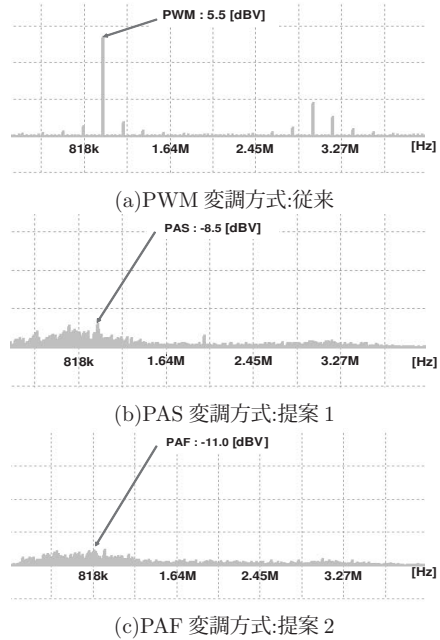 PWM : 5.5 [dBV]
818k 1.64M 2.45M 3.27M [Hz]
(a)PWM 変調方式:従来
PAS : -8.5 [dBV]
818k 1.64M 2.45M 3.27M [Hz]
(b)PAS 変調方式:提案 1
PAF : -11.0 [dBV]
818k 1.64M 2.45M 3.27M [Hz]
(c)PAF 変調方式:提案 2